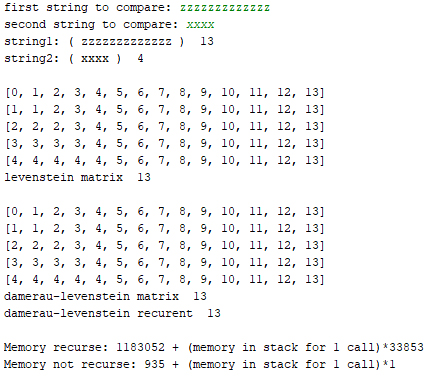 first string to compare: zzzzzzzzzzzzz
second string to compare: xxxx
string1: ( zzzzzzzzzzzzz )  13
string2: ( xxxx )  4
[0, 1, 2, 3, 4, 5, 6, 7, 8, 9, 10, 11, 12, 13]
[1, 1, 2, 3, 4, 5, 6, 7, 8, 9, 10, 11, 12, 13]
[2, 2, 2, 3, 4, 5, 6, 7, 8, 9, 10, 11, 12, 13]
[3, 3, 3, 3, 4, 5, 6, 7, 8, 9, 10, 11, 12, 13]
[4, 4, 4, 4, 4, 5, 6, 7, 8, 9, 10, 11, 12, 13]
levenstein matrix  13
[0, 1, 2, 3, 4, 5, 6, 7, 8, 9, 10, 11, 12, 13]
[1, 1, 2, 3, 4, 5, 6, 7, 8, 9, 10, 11, 12, 13]
[2, 2, 2, 3, 4, 5, 6, 7, 8, 9, 10, 11, 12, 13]
[3, 3, 3, 3, 4, 5, 6, 7, 8, 9, 10, 11, 12, 13]
[4, 4, 4, 4, 4, 5, 6, 7, 8, 9, 10, 11, 12, 13]
damerau-levenstein matrix  13
damerau-levenstein recurent  13
Memory recurse: 1183052 + (memory in stack for 1 call)*33853
Memory not recurse: 935 + (memory in stack for 1 call)*1